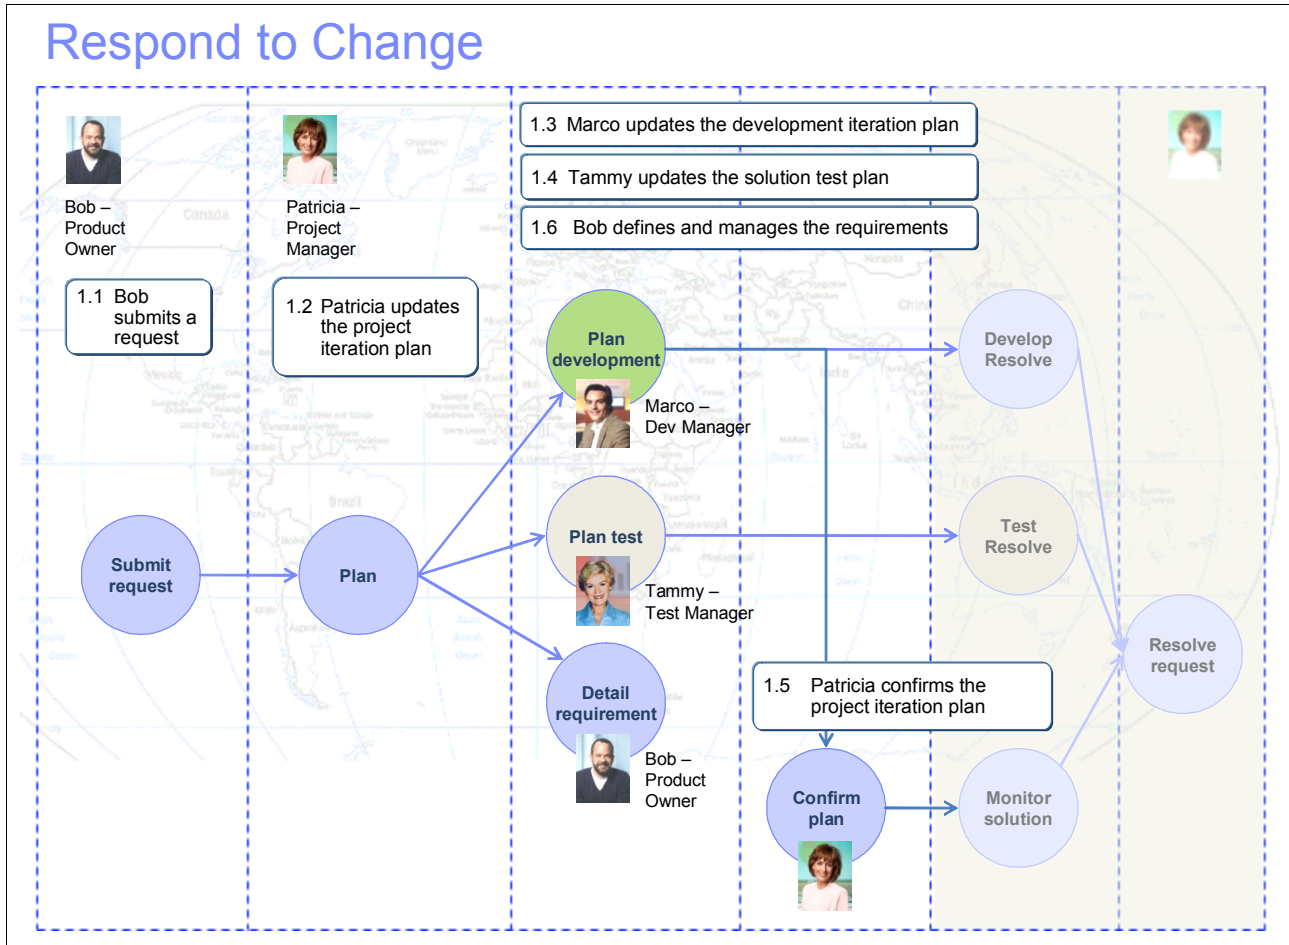 Respond to Change
Bob –
Product
Owner
Patricia –
Project
Manager
1.3 Marco updates the development iteration plan
1.4 Tammy updates the solution test plan
1.6 Bob defines and manages the requirements
1.1 Bob
submits a
request
1.2 Patricia updates
the project
iteration plan
Plan
development
Marco –
Dev Manager
Develop
Resolve
Submit
request
Plan
Plan test
Tammy –
Test Manager
Test
Resolve
Detail
requirement
Bob –
Product
Owner
1.5 Patricia confirms the
project iteration plan
Resolve
request
Confirm
plan
Monitor
solution
Canada
Brazil